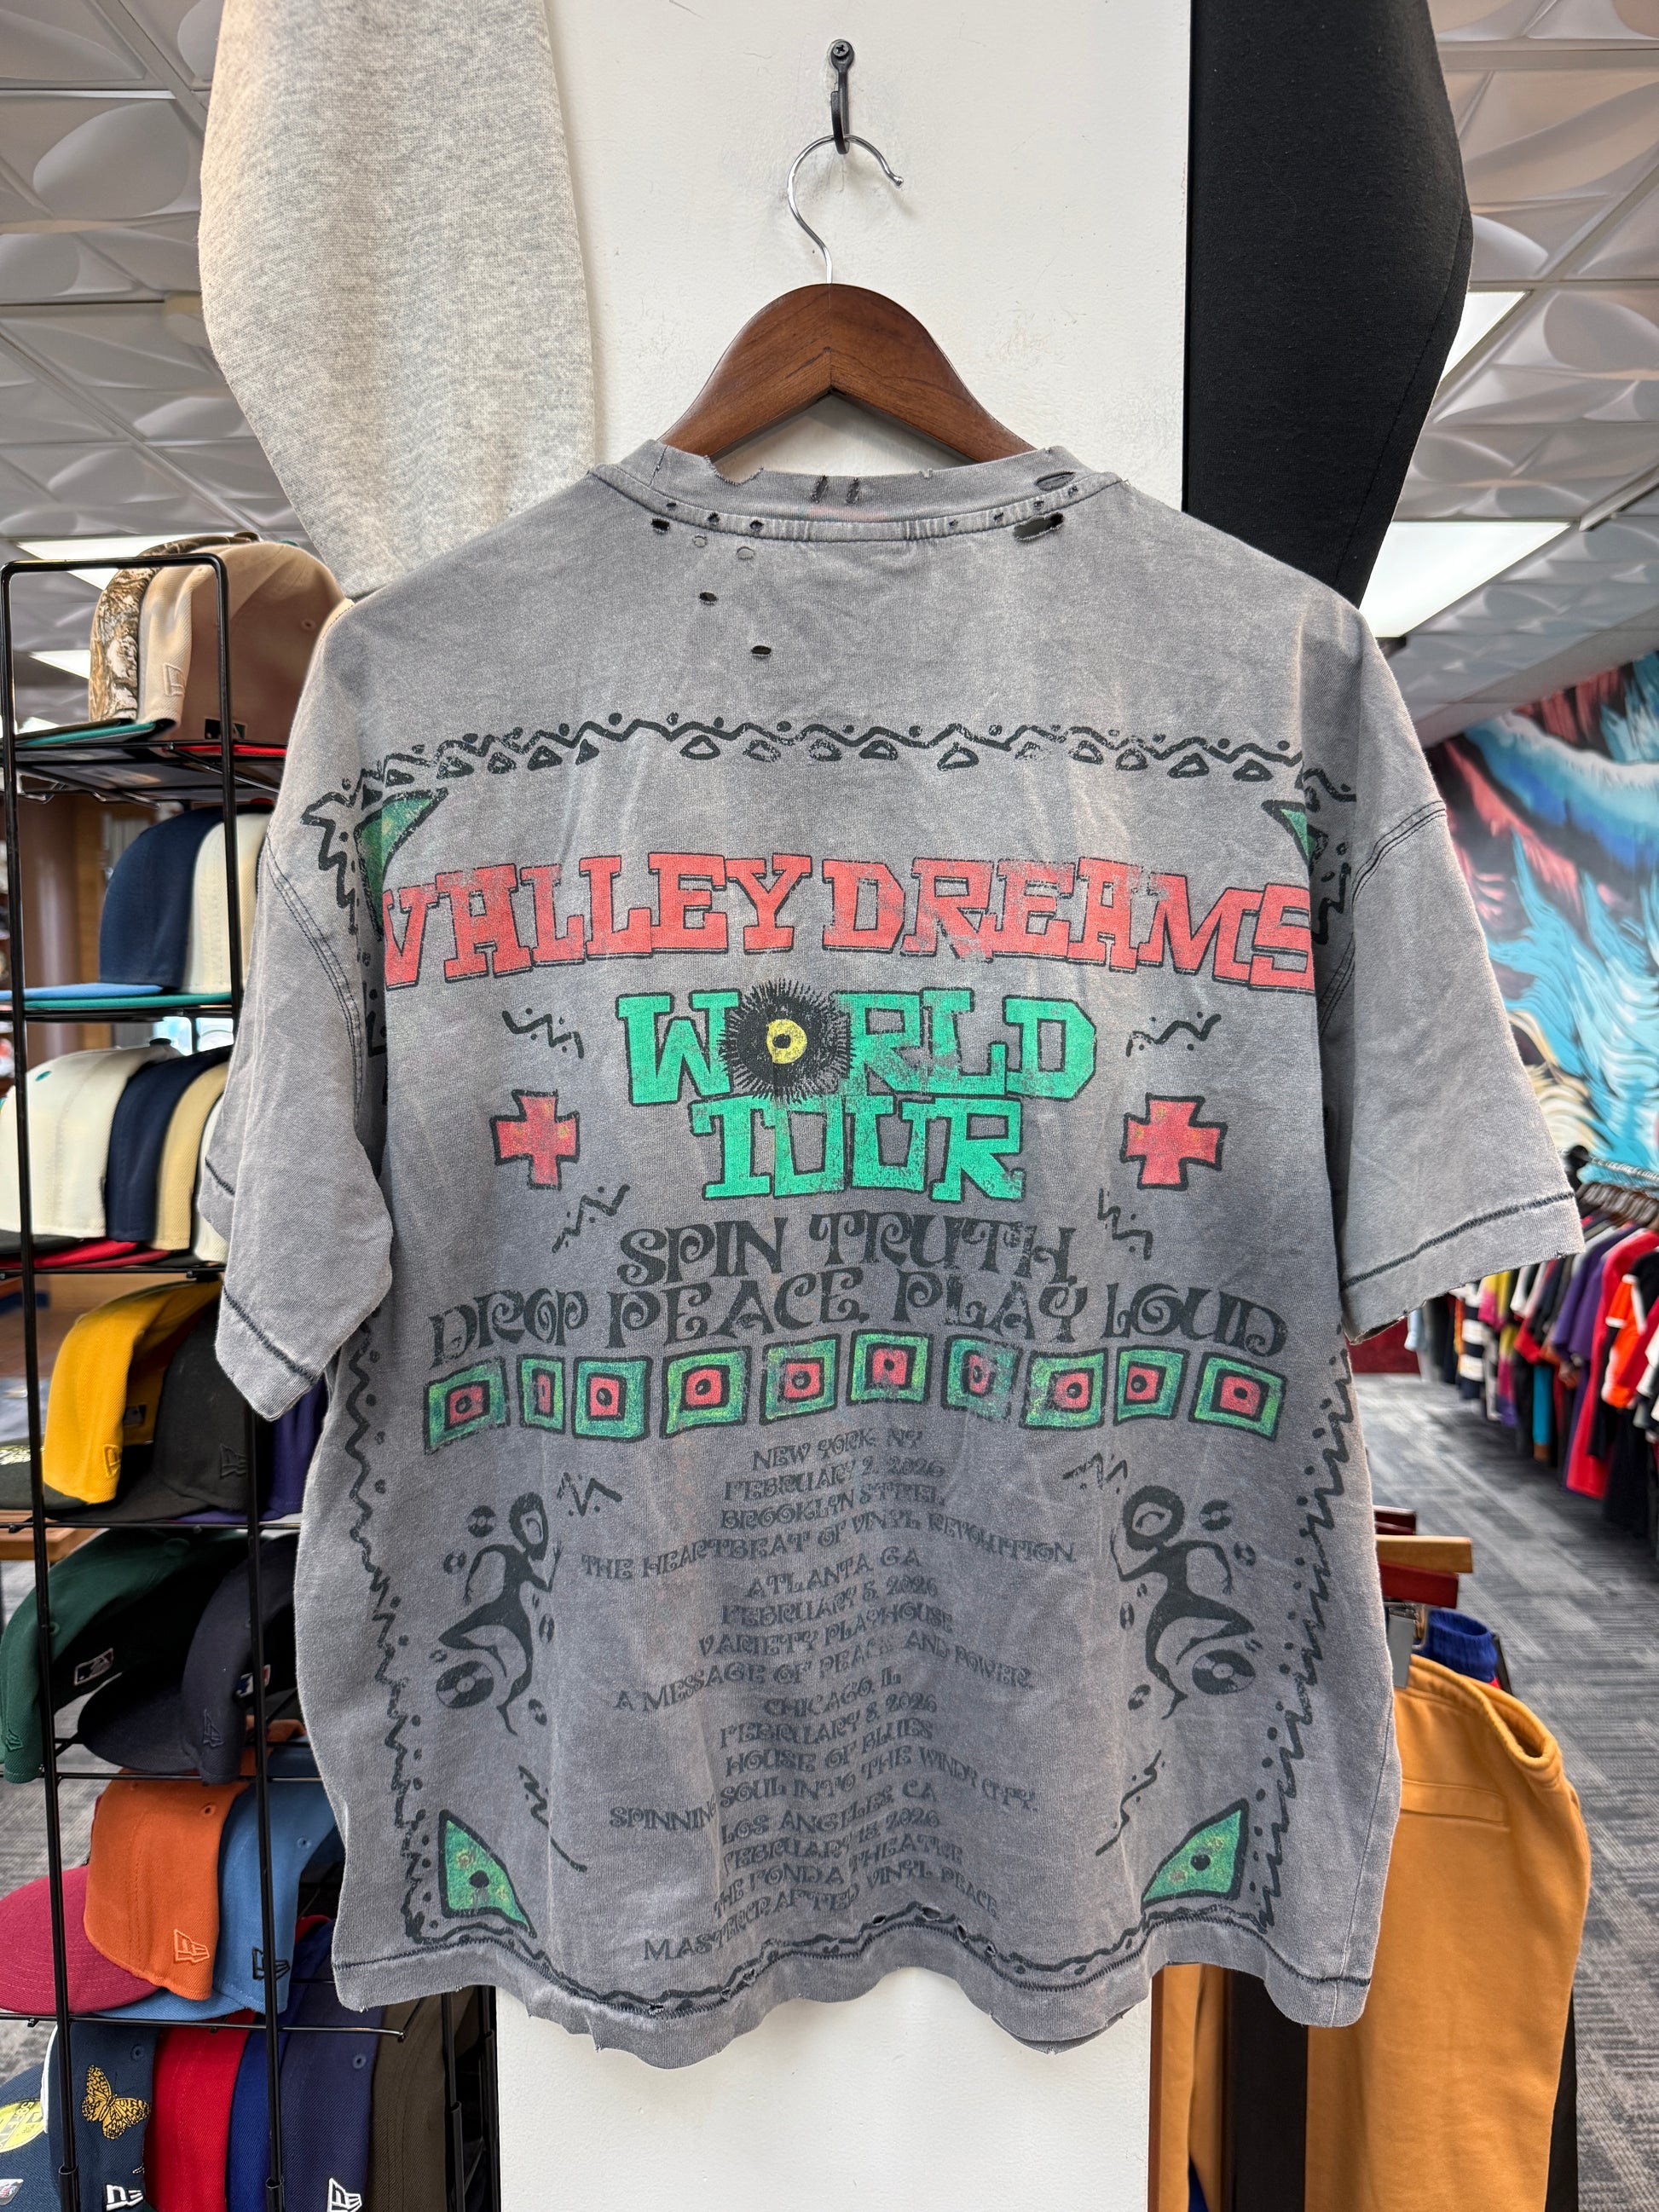 VALLEY DREAMS
WORLD
TOUR
SPIN TRUTH,
DROP PEACE, PLAY LOUD
NEW YORK, NY
FEBRUARY 2, 2026
BROOKLYN STEEL
THE HEARTBEAT OF VINYL REVOLUTION.
ATLANTA, GA
FEBRUARY 5, 2026
VARIETY PLAYHOUSE
A MESSAGE OF PEACE AND POWER.
CHICAGO, IL
FEBRUARY 8, 2026
HOUSE OF BLUES
SPINNING SOUL INTO THE WINDY CITY.
LOS ANGELES, CA
FEBRUARY 18, 2026
THE FONDA THEATRE
MASTERCRAFTED VINYL PEACE